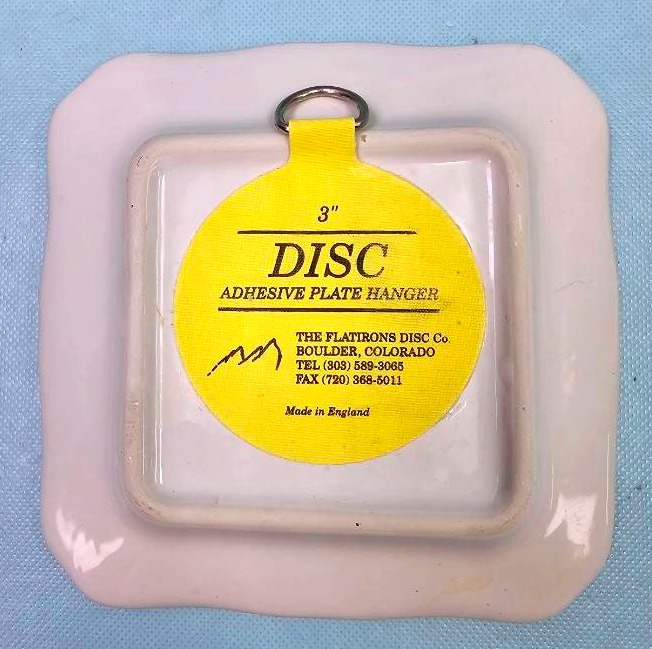 3"
DISC
ADHESIVE PLATE HANGER
THE FLATIRONS DISC Co.
BOULDER, COLORADO
TEL (303) 589-3065
FAX (720) 368-5011
Made in England